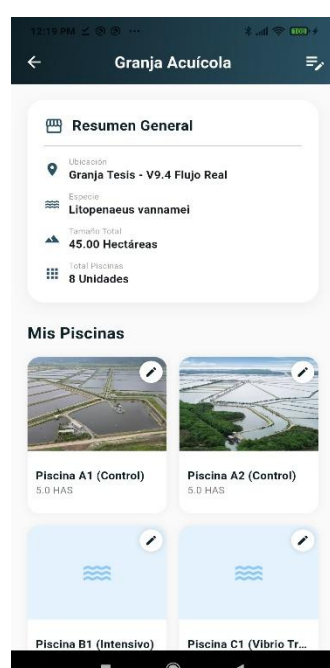 12:19 PM
Granja Acuícola
Resumen General
Ubicación
Granja Tesis - V9.4 Flujo Real
Especie
Litopenaeus vannamei
Tamaño Total
45.00 Hectáreas
Total Piscinas
8 Unidades
Mis Piscinas
Piscina A1 (Control)
5.0 HAS
Piscina A2 (Control)
5.0 HAS
Piscina B1 (Intensivo)
Piscina C1 (Vibrio Tr...